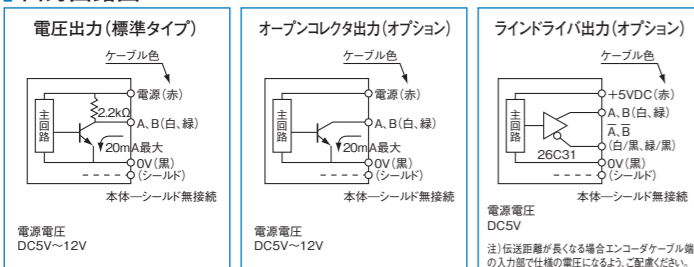 電圧出力（標準タイプ）
ケーブル色
電源（赤）
2.2kΩ
主回路
A、B（白、緑）
20mA最大
0V（黒）
（シールド）
本体―シールド無接続
電源電圧
DC5V～12V
オープンコレクタ出力（オプション）
ケーブル色
電源（赤）
主回路
A、B（白、緑）
20mA最大
0V（黒）
（シールド）
本体―シールド無接続
電源電圧
DC5V～12V
ラインドライバ出力（オプション）
ケーブル色
+5VDC（赤）
主回路
A、B（白、緑）
A̅、B̅
（白/黒、緑/黒）
26C31
0V（黒）
（シールド）
本体―シールド無接続
電源電圧
DC5V
注）伝送距離が長くなる場合エンコーダケーブル端
の入力部で仕様の電圧になるよう、ご配慮ください。